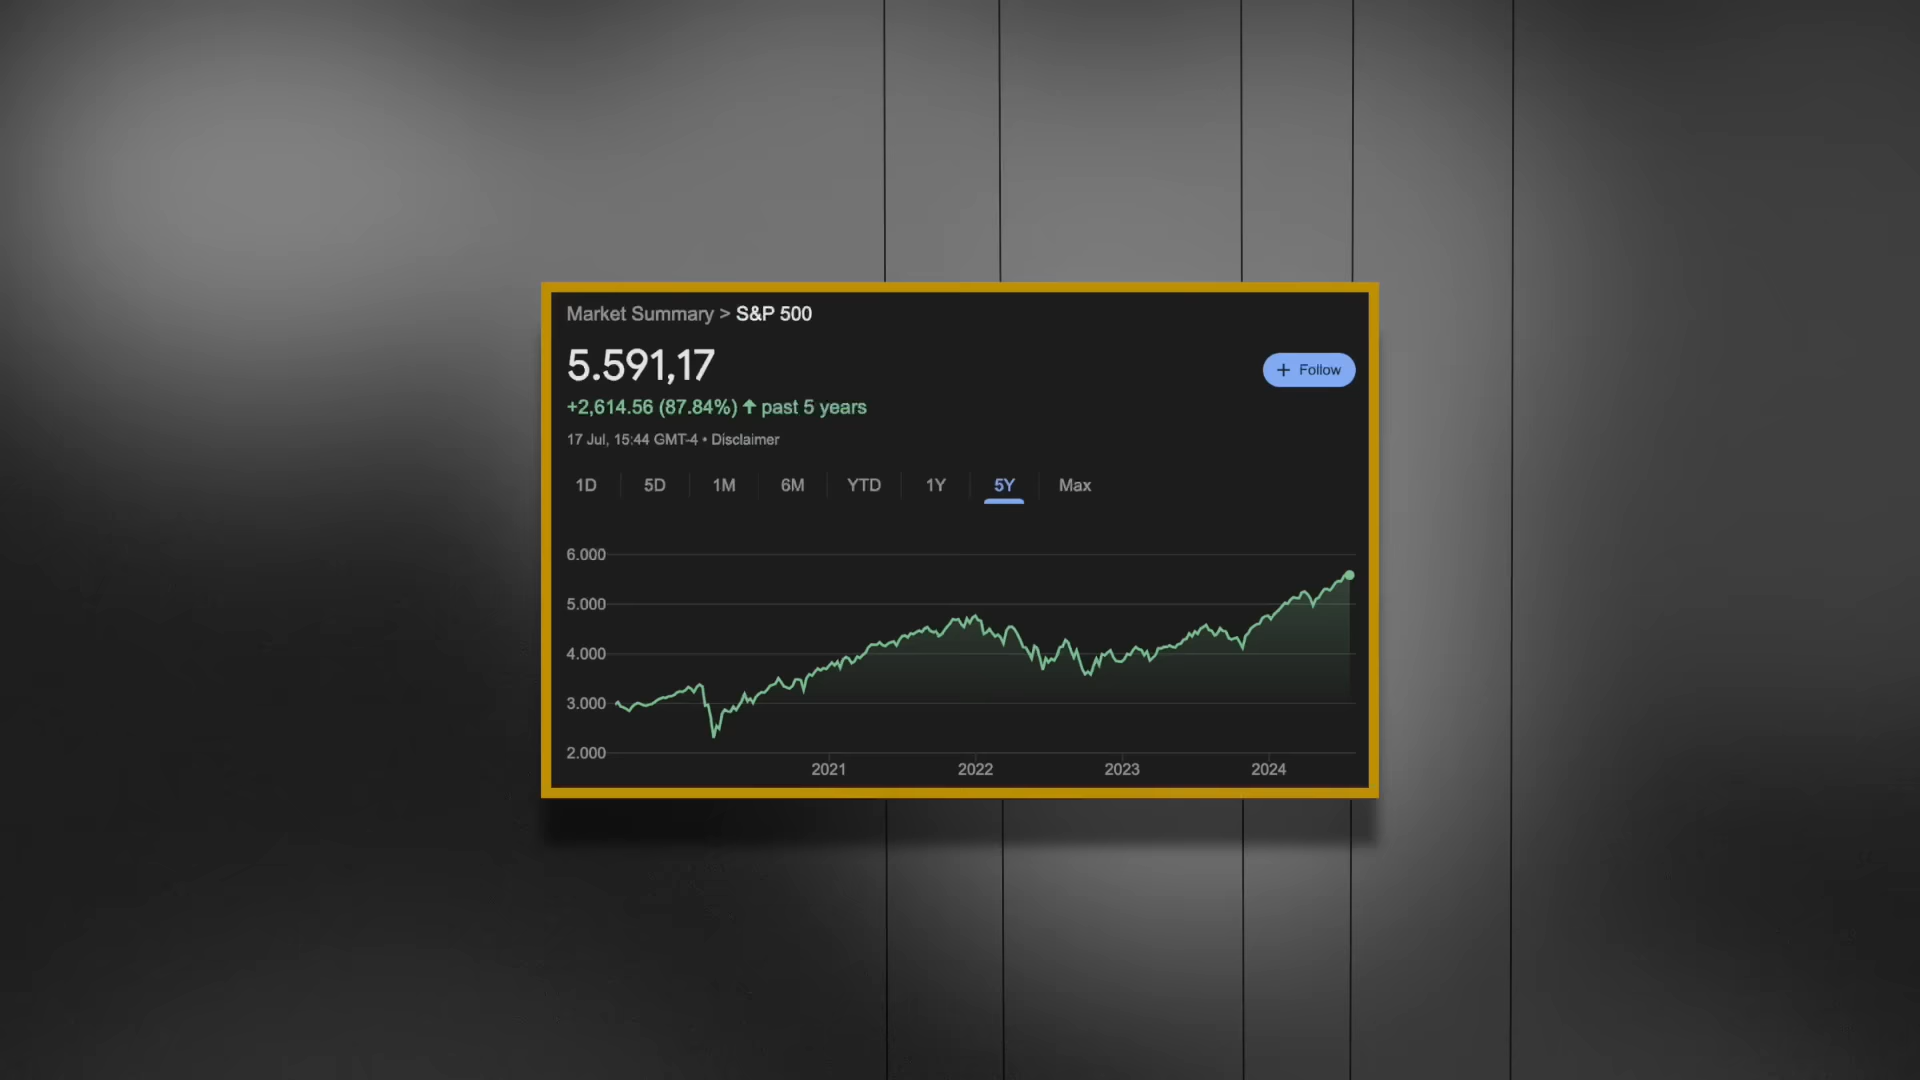 Market Summary > S&P 500
5.591,17
+ Follow
+2,614.56 (87.84%) ↑ past 5 years
17 Jul, 15:44 GMT-4 • Disclaimer
1D 5D 1M 6M YTD 1Y 5Y Max
6.000
5.000
4.000
3.000
2.000
2021 2022 2023 2024